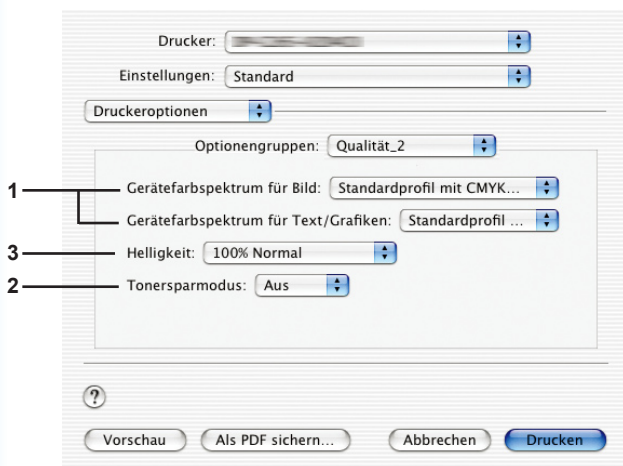 Drucker:
Einstellungen: Standard
Druckeroptionen
Optionengruppen: Qualität_2
1 Gerätefarbspektrum für Bild: Standardprofil mit CMYK...
Gerätefarbspektrum für Text/Grafiken: Standardprofil ...
3 Helligkeit: 100% Normal
2 Tonersparmodus: Aus
?
Vorschau Als PDF sichern... Abbrechen Drucken